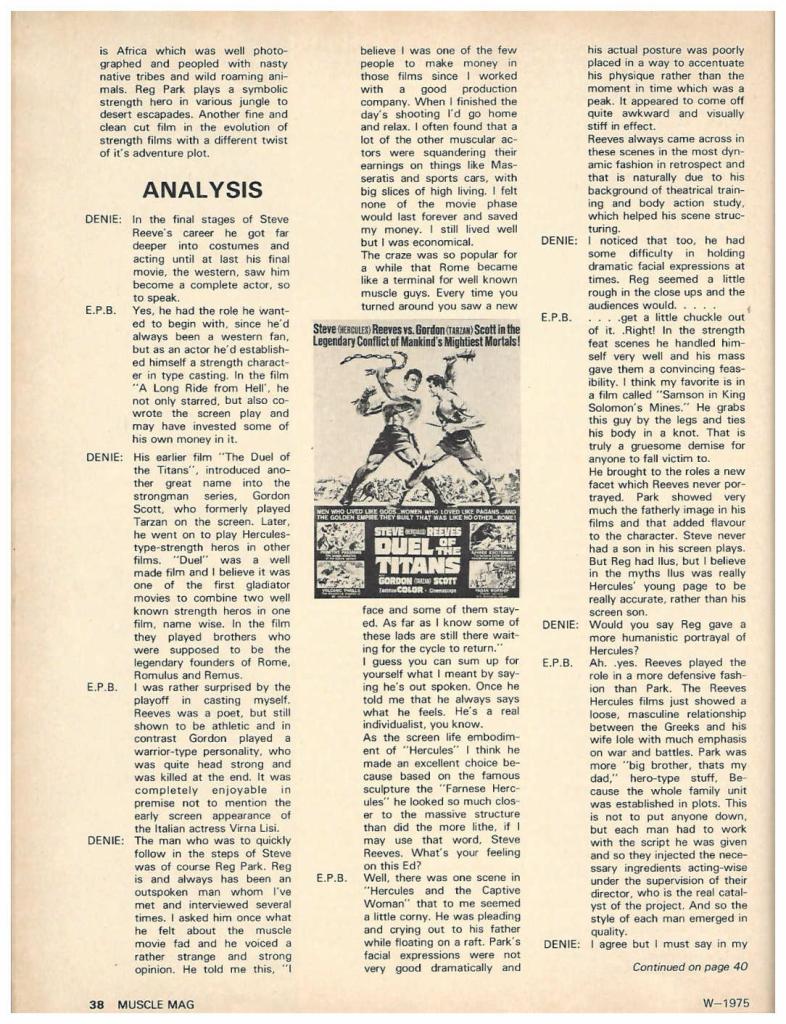 is Africa which was well photo-
graphed and peopled with nasty
native tribes and wild roaming ani-
mals. Reg Park plays a symbolic
strength hero in various jungle to
desert escapades. Another fine and
clean cut film in the evolution of
strength films with a different twist
of it's adventure plot.
ANALYSIS
DENIE: In the final stages of Steve
Reeve's career he got far
deeper into costumes and
acting until at last his final
movie, the western, saw him
become a complete actor, so
to speak.
E.P.B. Yes, he had the role he want-
ed to begin with, since he'd
always been a western fan,
but as an actor he'd establish-
ed himself a strength charact-
er in type casting. In the film
"A Long Ride from Hell', he
not only starred, but also co-
wrote the screen play and
may have invested some of
his own money in it.
DENIE: His earlier film "The Duel of
the Titans", introduced ano-
ther great name into the
strongman series, Gordon
Scott, who formerly played
Tarzan on the screen. Later,
he went on to play Hercules-
type-strength heros in other
films. "Duel" was a well
made film and I believe it was
one of the first gladiator
movies to combine two well
known strength heros in one
film, name wise. In the film
they played brothers who
were supposed to be the
legendary founders of Rome,
Romulus and Remus.
E.P.B. I was rather surprised by the
playoff in casting myself.
Reeves was a poet, but still
shown to be athletic and in
contrast Gordon played a
warrior-type personality, who
was quite head strong and
was killed at the end. It was
completely enjoyable in
premise not to mention the
early screen appearance of
the Italian actress Virna Lisi.
DENIE: The man who was to quickly
follow in the steps of Steve
was of course Reg Park. Reg
is and always has been an
outspoken man whom I've
met and interviewed several
times. I asked him once what
he felt about the muscle
movie fad and he voiced a
rather strange and strong
opinion. He told me this, "I
believe I was one of the few
people to make money in
those films since I worked
with a good production
company. When I finished the
day's shooting I'd go home
and relax. I often found that a
lot of the other muscular ac-
tors were squandering their
earnings on things like Mas-
seratis and sports cars, with
big slices of high living. I felt
none of the movie phase
would last forever and saved
my money. I still lived well
but I was economical.
The craze was so popular for
a while that Rome became
like a terminal for well known
muscle guys. Every time you
turned around you saw a new
Steve (HERCULES) Reeves vs. Gordon (TARZAN) Scott in the
Legendary Conflict of Mankind's Mightiest Mortals!
MEN WHO LIVED LIKE GODS...WOMEN WHO LOVED LIKE PAGANS...AND
THE GOLDEN EMPIRE THEY BUILT THAT WAS LIKE NO OTHER...ROME!
STEVE (HERCULES) REEVES
DUEL OF
THE
TITANS
GORDON (TARZAN) SCOTT
COLOR - Cinemascope
face and some of them stay-
ed. As far as I know some of
these lads are still there wait-
ing for the cycle to return."
I guess you can sum up for
yourself what I meant by say-
ing he's out spoken. Once he
told me that he always says
what he feels. He's a real
individualist, you know.
As the screen life embodim-
ent of "Hercules" I think he
made an excellent choice be-
cause based on the famous
sculpture the "Farnese Herc-
ules" he looked so much clos-
er to the massive structure
than did the more lithe, if I
may use that word, Steve
Reeves. What's your feeling
on this Ed?
E.P.B. Well, there was one scene in
"Hercules and the Captive
Woman" that to me seemed
a little corny. He was pleading
and crying out to his father
while floating on a raft. Park's
facial expressions were not
very good dramatically and
his actual posture was poorly
placed in a way to accentuate
his physique rather than the
moment in time which was a
peak. It appeared to come off
quite awkward and visually
stiff in effect.
Reeves always came across in
these scenes in the most dyn-
amic fashion in retrospect and
that is naturally due to his
background of theatrical train-
ing and body action study,
which helped his scene struc-
turing.
DENIE: I noticed that too, he had
some difficulty in holding
dramatic facial expressions at
times. Reg seemed a little
rough in the close ups and the
audiences would. . . . .
E.P.B. . . . .get a little chuckle out
of it. .Right! In the strength
feat scenes he handled him-
self very well and his mass
gave them a convincing feas-
ibility. I think my favorite is in
a film called "Samson in King
Solomon's Mines." He grabs
this guy by the legs and ties
his body in a knot. That is
truly a gruesome demise for
anyone to fall victim to.
He brought to the roles a new
facet which Reeves never por-
trayed. Park showed very
much the fatherly image in his
films and that added flavour
to the character. Steve never
had a son in his screen plays.
But Reg had Ilus, but I believe
in the myths Ilus was really
Hercules' young page to be
really accurate, rather than his
screen son.
DENIE: Would you say Reg gave a
more humanistic portrayal of
Hercules?
E.P.B. Ah. .yes. Reeves played the
role in a more defensive fash-
ion than Park. The Reeves
Hercules films just showed a
loose, masculine relationship
between the Greeks and his
wife Iole with much emphasis
on war and battles. Park was
more "big brother, thats my
dad," hero-type stuff, Be-
cause the whole family unit
was established in plots. This
is not to put anyone down,
but each man had to work
with the script he was given
and so they injected the nece-
ssary ingredients acting-wise
under the supervision of their
director, who is the real catal-
yst of the project. And so the
style of each man emerged in
quality.
DENIE: I agree but I must say in my
Continued on page 40
38 MUSCLE MAG
W-1975